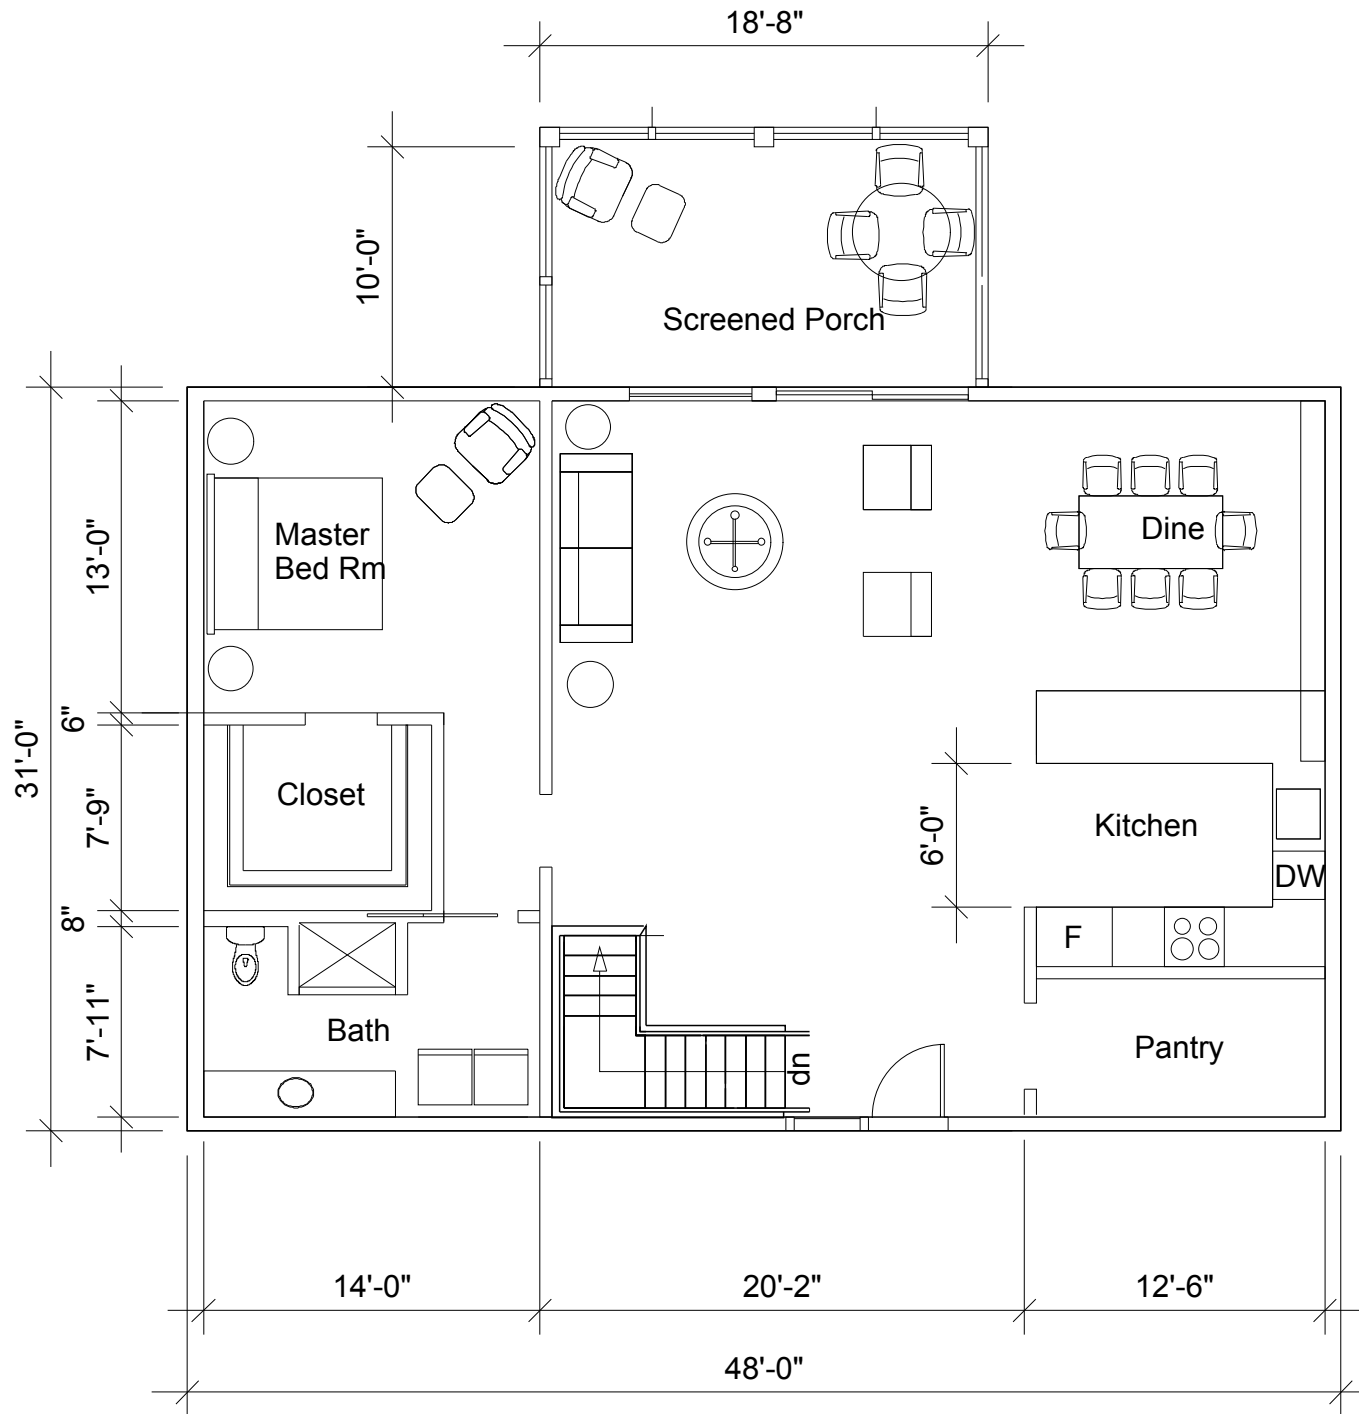 18'-8"
10'-0"
Screened Porch
Master
Bed Rm
Dine
13'-0"
6"
31'-0"
7'-9"
Closet
6'-0"
Kitchen
DW
8"
F
7'-11"
Bath
up
dn
Pantry
14'-0"
20'-2"
12'-6"
48'-0"